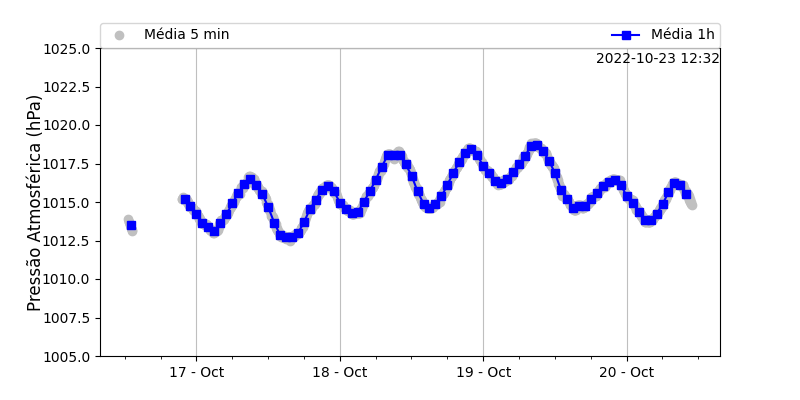 Média 5 min
Média 1h
2022-10-23 12:32
Pressão Atmosférica (hPa)
1025.0
1022.5
1020.0
1017.5
1015.0
1012.5
1010.0
1007.5
1005.0
17 - Oct
18 - Oct
19 - Oct
20 - Oct